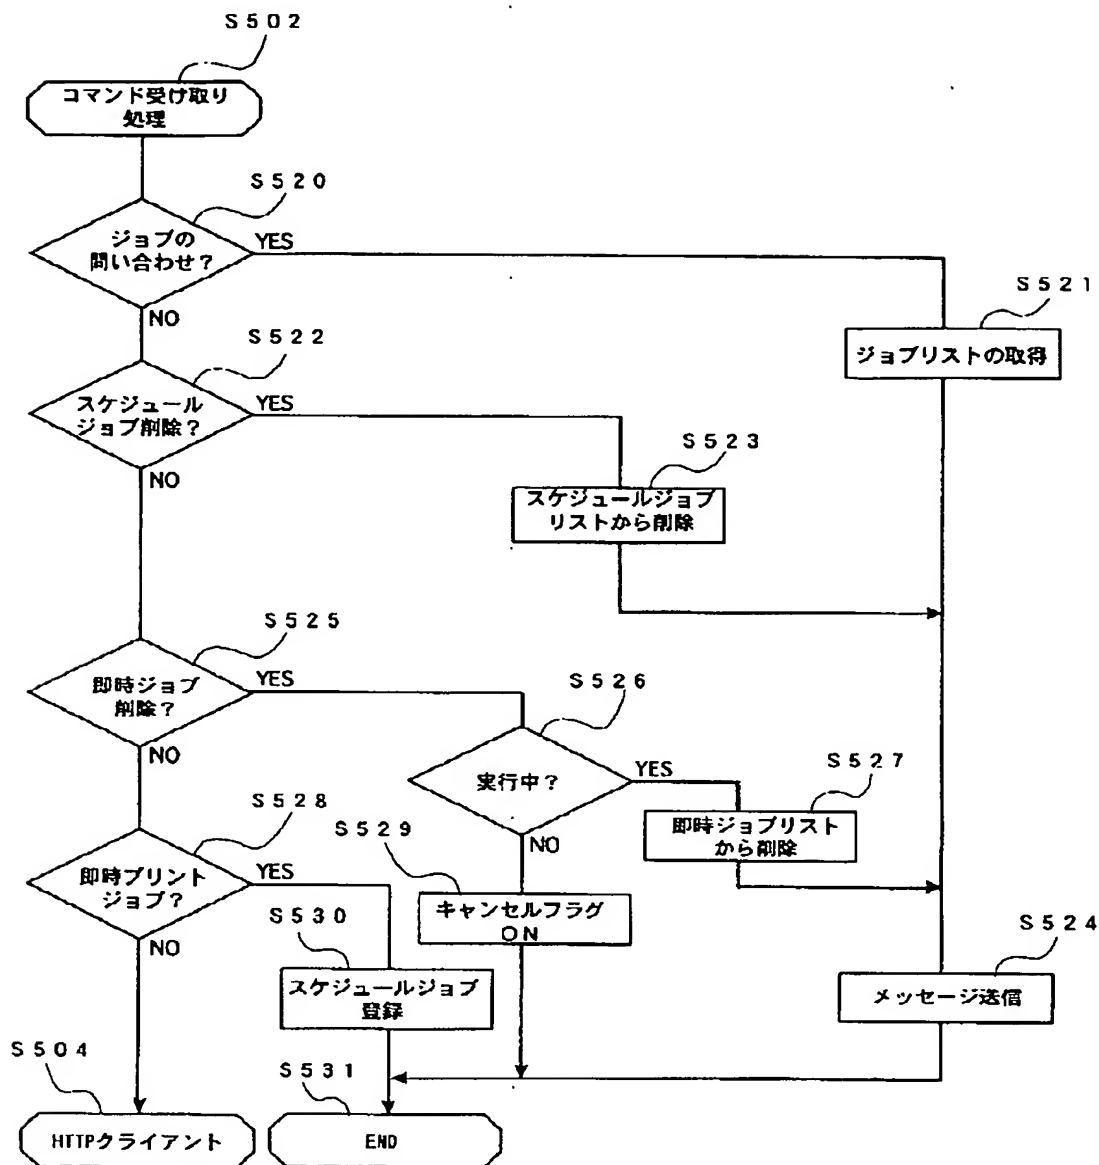 S502
コマンド受け取り
処理
S520
ジョブの
問い合わせ?
YES
NO
S521
ジョブリストの取得
S522
スケジュール
ジョブ削除?
YES
NO
S523
スケジュールジョブ
リストから削除
S525
即時ジョブ
削除?
YES
NO
S526
実行中?
YES
NO
S527
即時ジョブリスト
から削除
S528
即時プリント
ジョブ?
YES
NO
S529
キャンセルフラグ
ON
S530
スケジュールジョブ
登録
S524
メッセージ送信
S504
HTTPクライアント
S531
END